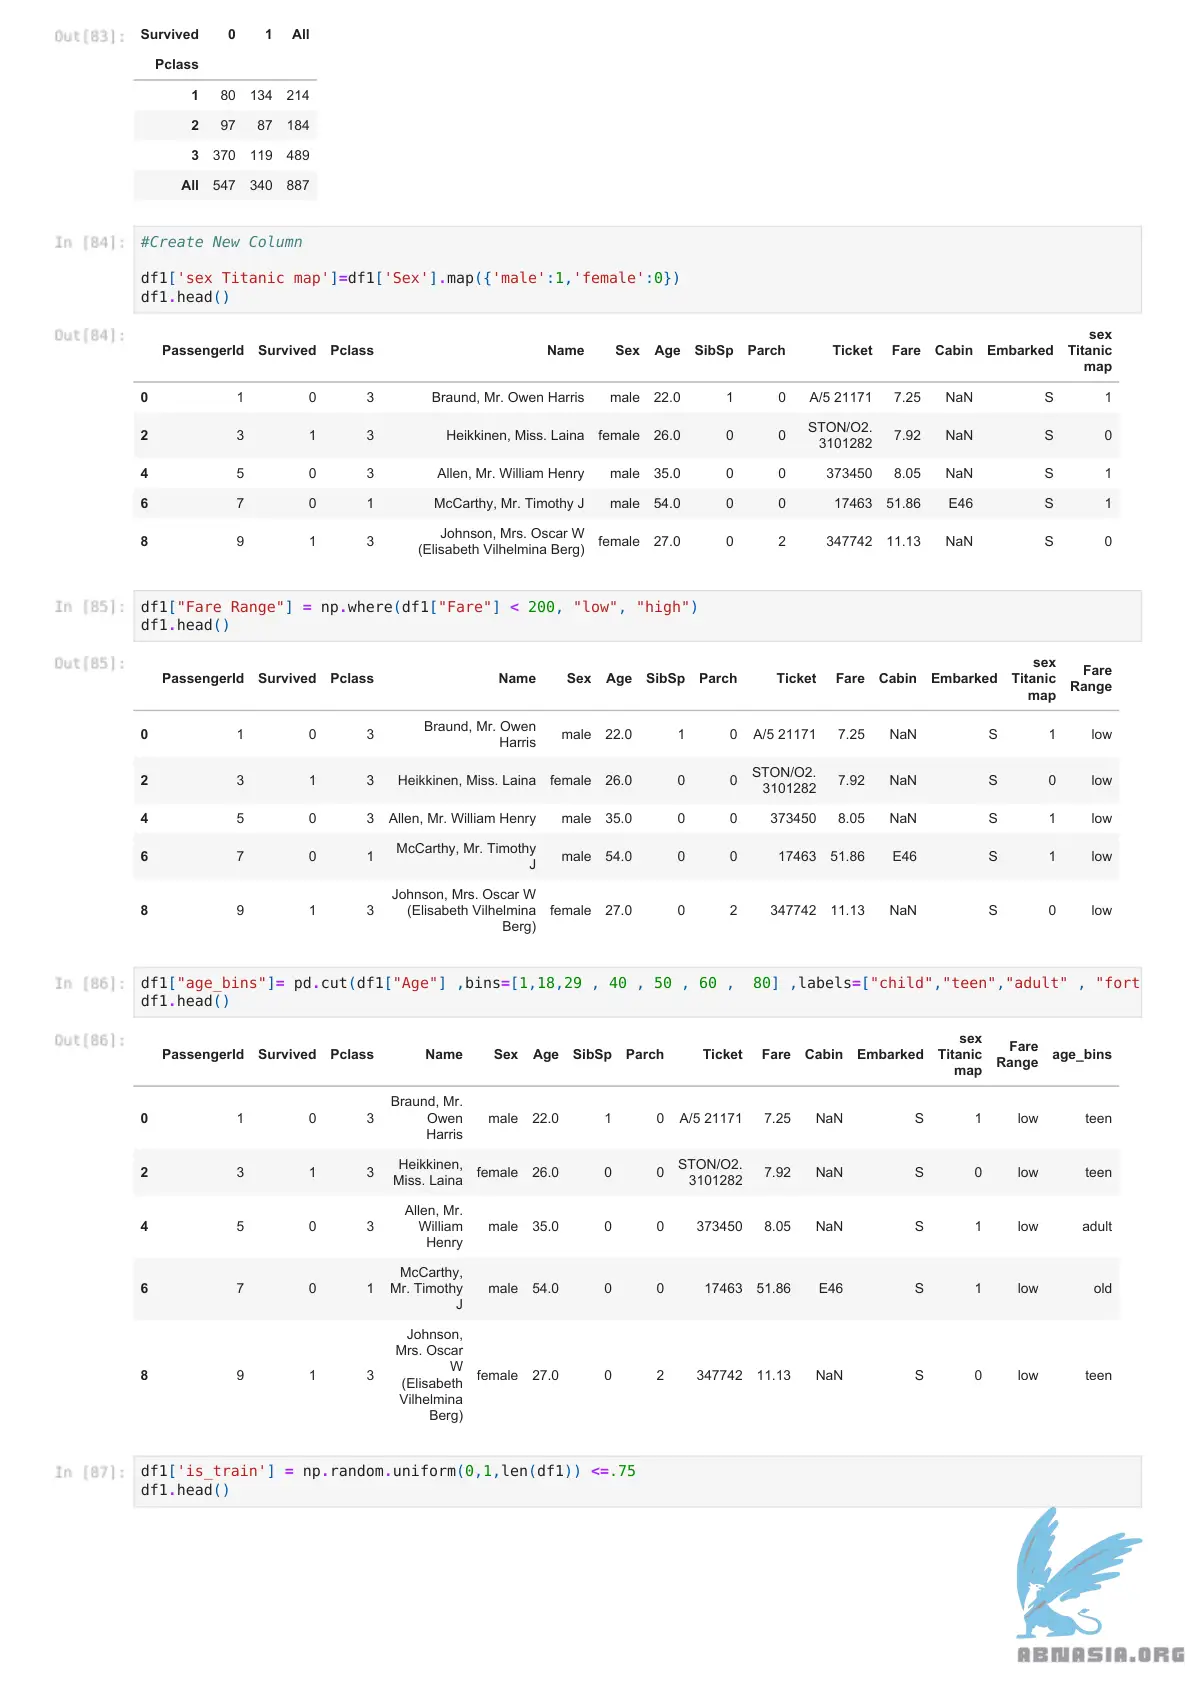 Out[83]: Survived 0 1 All
Pclass
1 80 134 214
2 97 87 184
3 370 119 489
All 547 340 887
In [84]: #Create New Column
df1['sex Titanic map']=df1['Sex'].map({'male':1,'female':0})
df1.head()
Out[84]:
PassengerId Survived Pclass Name Sex Age SibSp Parch Ticket Fare Cabin Embarked sex Titanic map
0 1 0 3 Braund, Mr. Owen Harris male 22.0 1 0 A/5 21171 7.25 NaN S 1
2 3 1 3 Heikkinen, Miss. Laina female 26.0 0 0 STON/O2. 3101282 7.92 NaN S 0
4 5 0 3 Allen, Mr. William Henry male 35.0 0 0 373450 8.05 NaN S 1
6 7 0 1 McCarthy, Mr. Timothy J male 54.0 0 0 17463 51.86 E46 S 1
8 9 1 3 Johnson, Mrs. Oscar W (Elisabeth Vilhelmina Berg) female 27.0 0 2 347742 11.13 NaN S 0
In [85]: df1["Fare Range"] = np.where(df1["Fare"] < 200, "low", "high")
df1.head()
Out[85]:
PassengerId Survived Pclass Name Sex Age SibSp Parch Ticket Fare Cabin Embarked sex Titanic map Fare Range
0 1 0 3 Braund, Mr. Owen Harris male 22.0 1 0 A/5 21171 7.25 NaN S 1 low
2 3 1 3 Heikkinen, Miss. Laina female 26.0 0 0 STON/O2. 3101282 7.92 NaN S 0 low
4 5 0 3 Allen, Mr. William Henry male 35.0 0 0 373450 8.05 NaN S 1 low
6 7 0 1 McCarthy, Mr. Timothy J male 54.0 0 0 17463 51.86 E46 S 1 low
8 9 1 3 Johnson, Mrs. Oscar W (Elisabeth Vilhelmina Berg) female 27.0 0 2 347742 11.13 NaN S 0 low
In [86]: df1["age_bins"]= pd.cut(df1["Age"] ,bins=[1,18,29 , 40 , 50 , 60 ,  80] ,labels=["child","teen","adult" , "fort
df1.head()
Out[86]:
PassengerId Survived Pclass Name Sex Age SibSp Parch Ticket Fare Cabin Embarked sex Titanic map Fare Range age_bins
0 1 0 3 Braund, Mr. Owen Harris male 22.0 1 0 A/5 21171 7.25 NaN S 1 low teen
2 3 1 3 Heikkinen, Miss. Laina female 26.0 0 0 STON/O2. 3101282 7.92 NaN S 0 low teen
4 5 0 3 Allen, Mr. William Henry male 35.0 0 0 373450 8.05 NaN S 1 low adult
6 7 0 1 McCarthy, Mr. Timothy J male 54.0 0 0 17463 51.86 E46 S 1 low old
8 9 1 3 Johnson, Mrs. Oscar W (Elisabeth Vilhelmina Berg) female 27.0 0 2 347742 11.13 NaN S 0 low teen
In [87]: df1['is_train'] = np.random.uniform(0,1,len(df1)) <=.75
df1.head()
ABNASIA.ORG